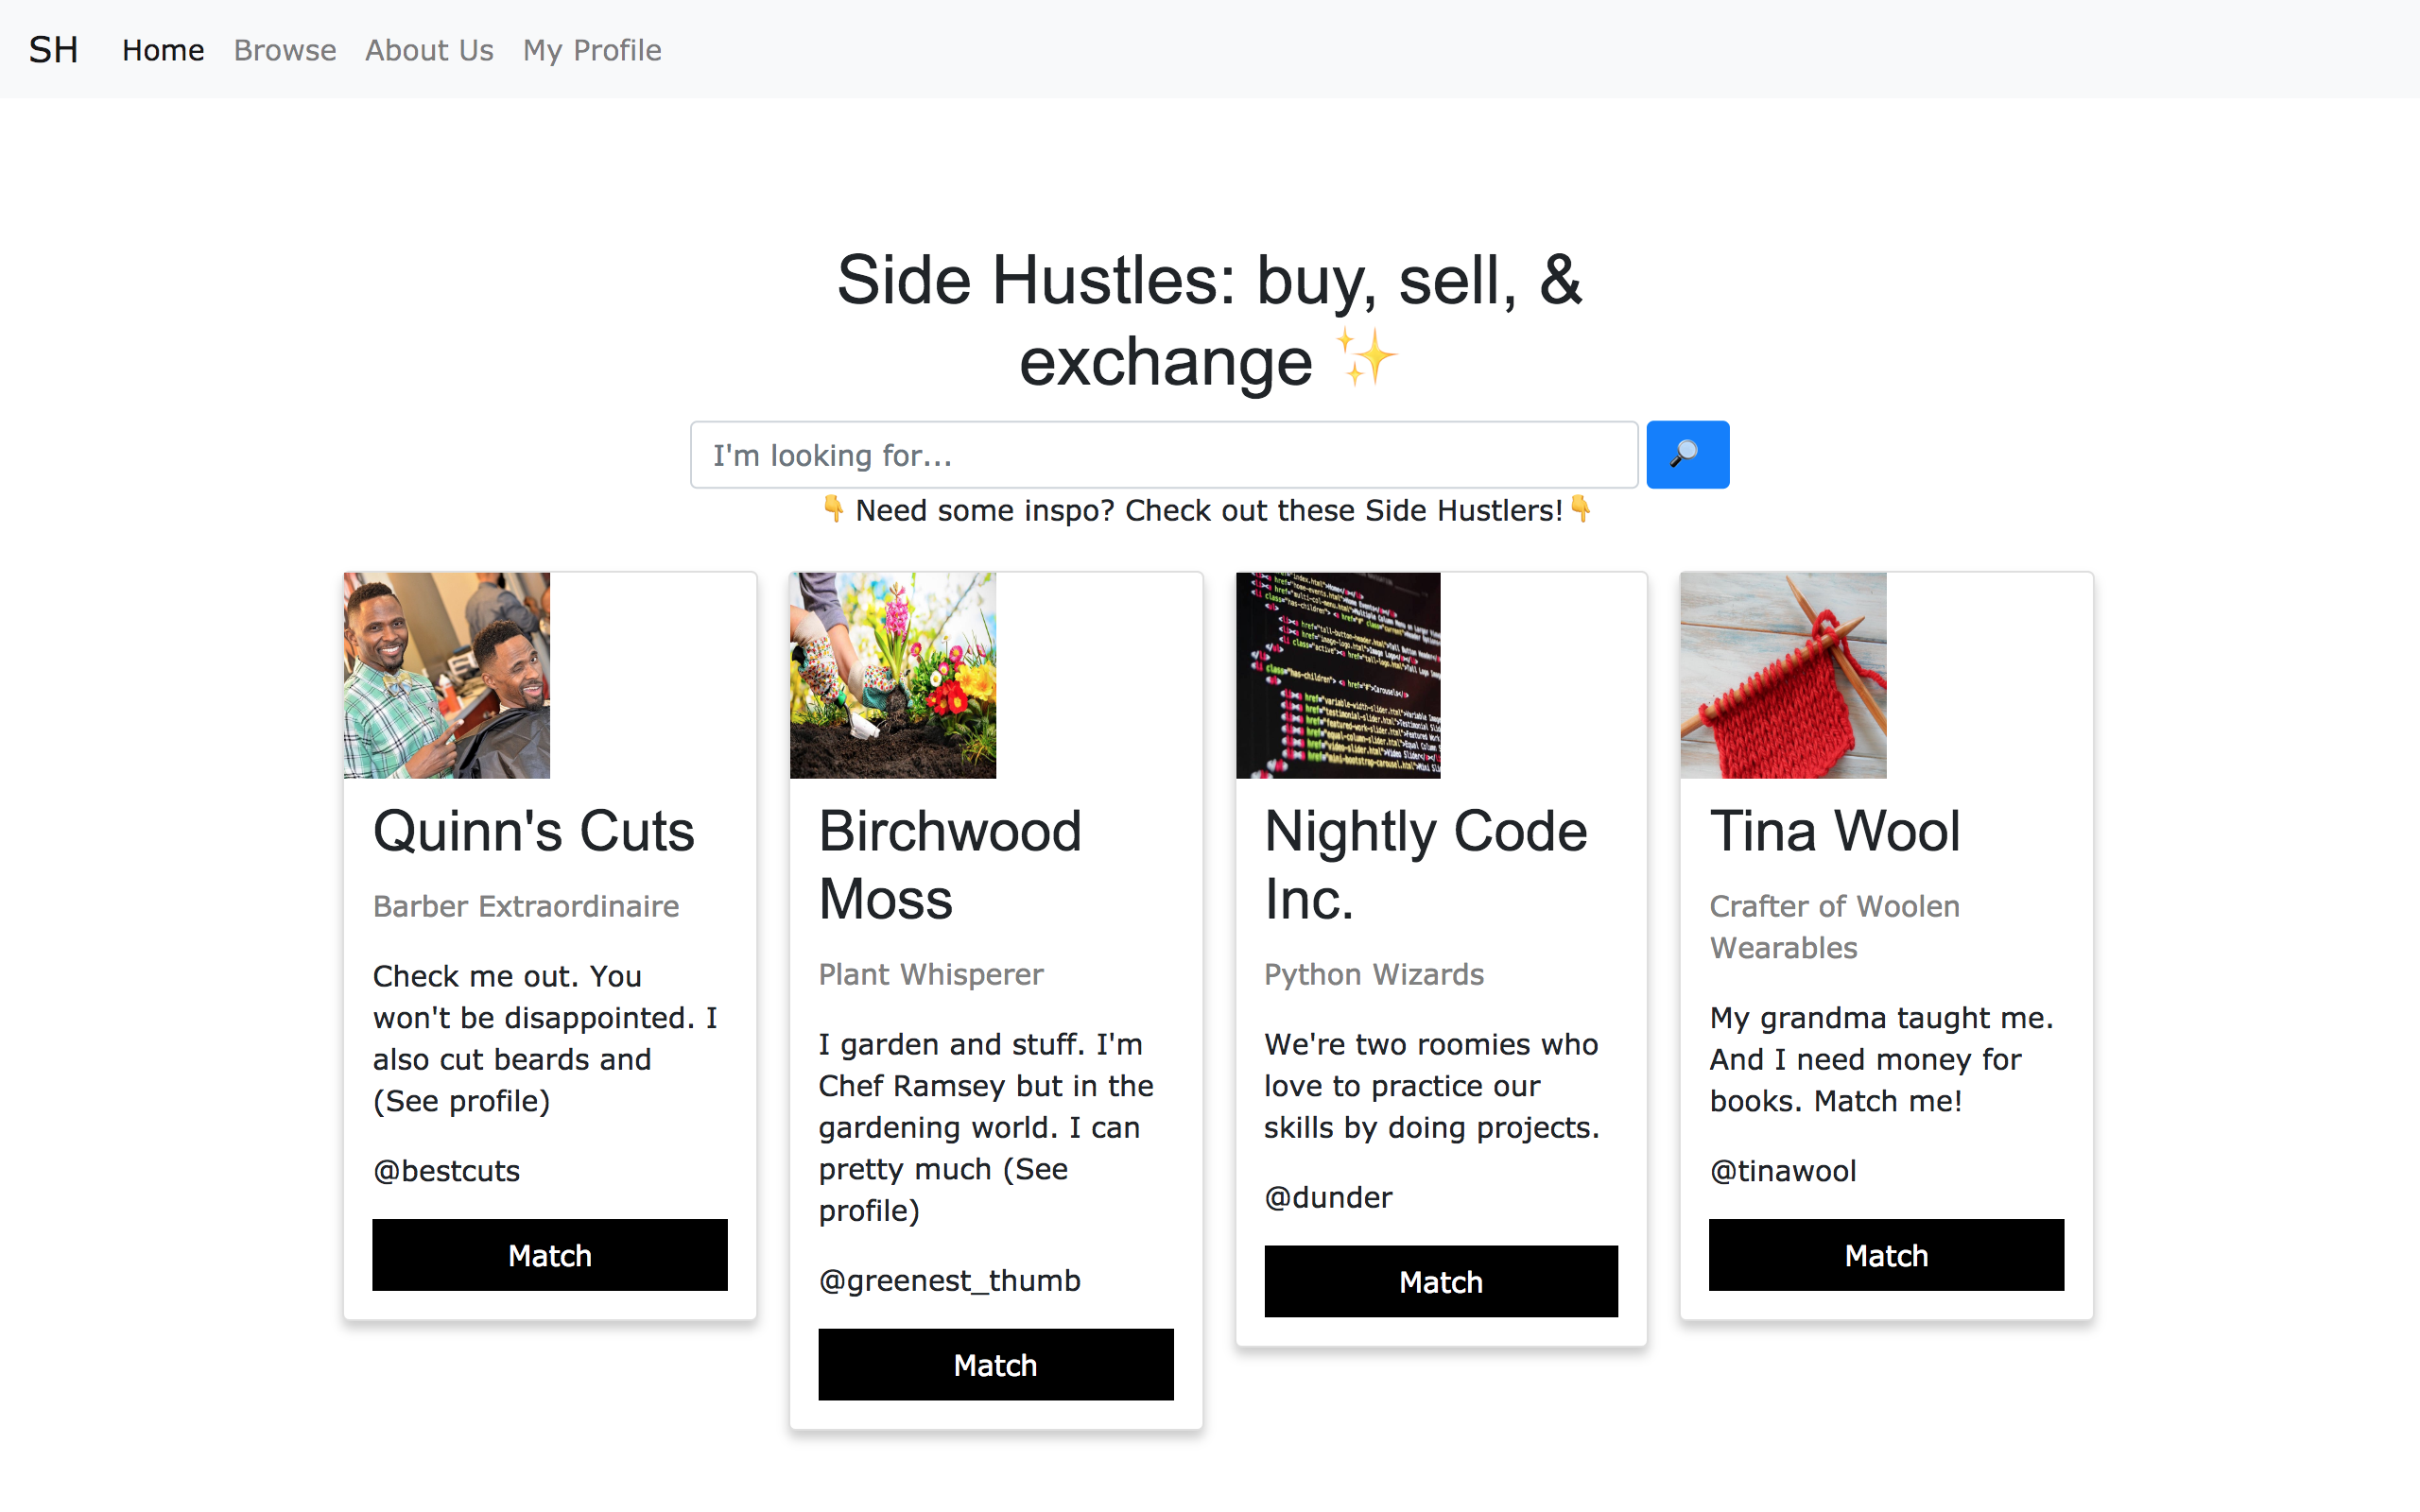 SH Home Browse About Us My Profile
Side Hustles: buy, sell, &
exchange ✨
I'm looking for...
👇 Need some inspo? Check out these Side Hustlers!👇
Quinn's Cuts
Barber Extraordinaire
Check me out. You
won't be disappointed. I
also cut beards and
(See profile)
@bestcuts
Match
Birchwood
Moss
Plant Whisperer
I garden and stuff. I'm
Chef Ramsey but in the
gardening world. I can
pretty much (See
profile)
@greenest_thumb
Match
Nightly Code
Inc.
Python Wizards
We're two roomies who
love to practice our
skills by doing projects.
@dunder
Match
Tina Wool
Crafter of Woolen
Wearables
My grandma taught me.
And I need money for
books. Match me!
@tinawool
Match